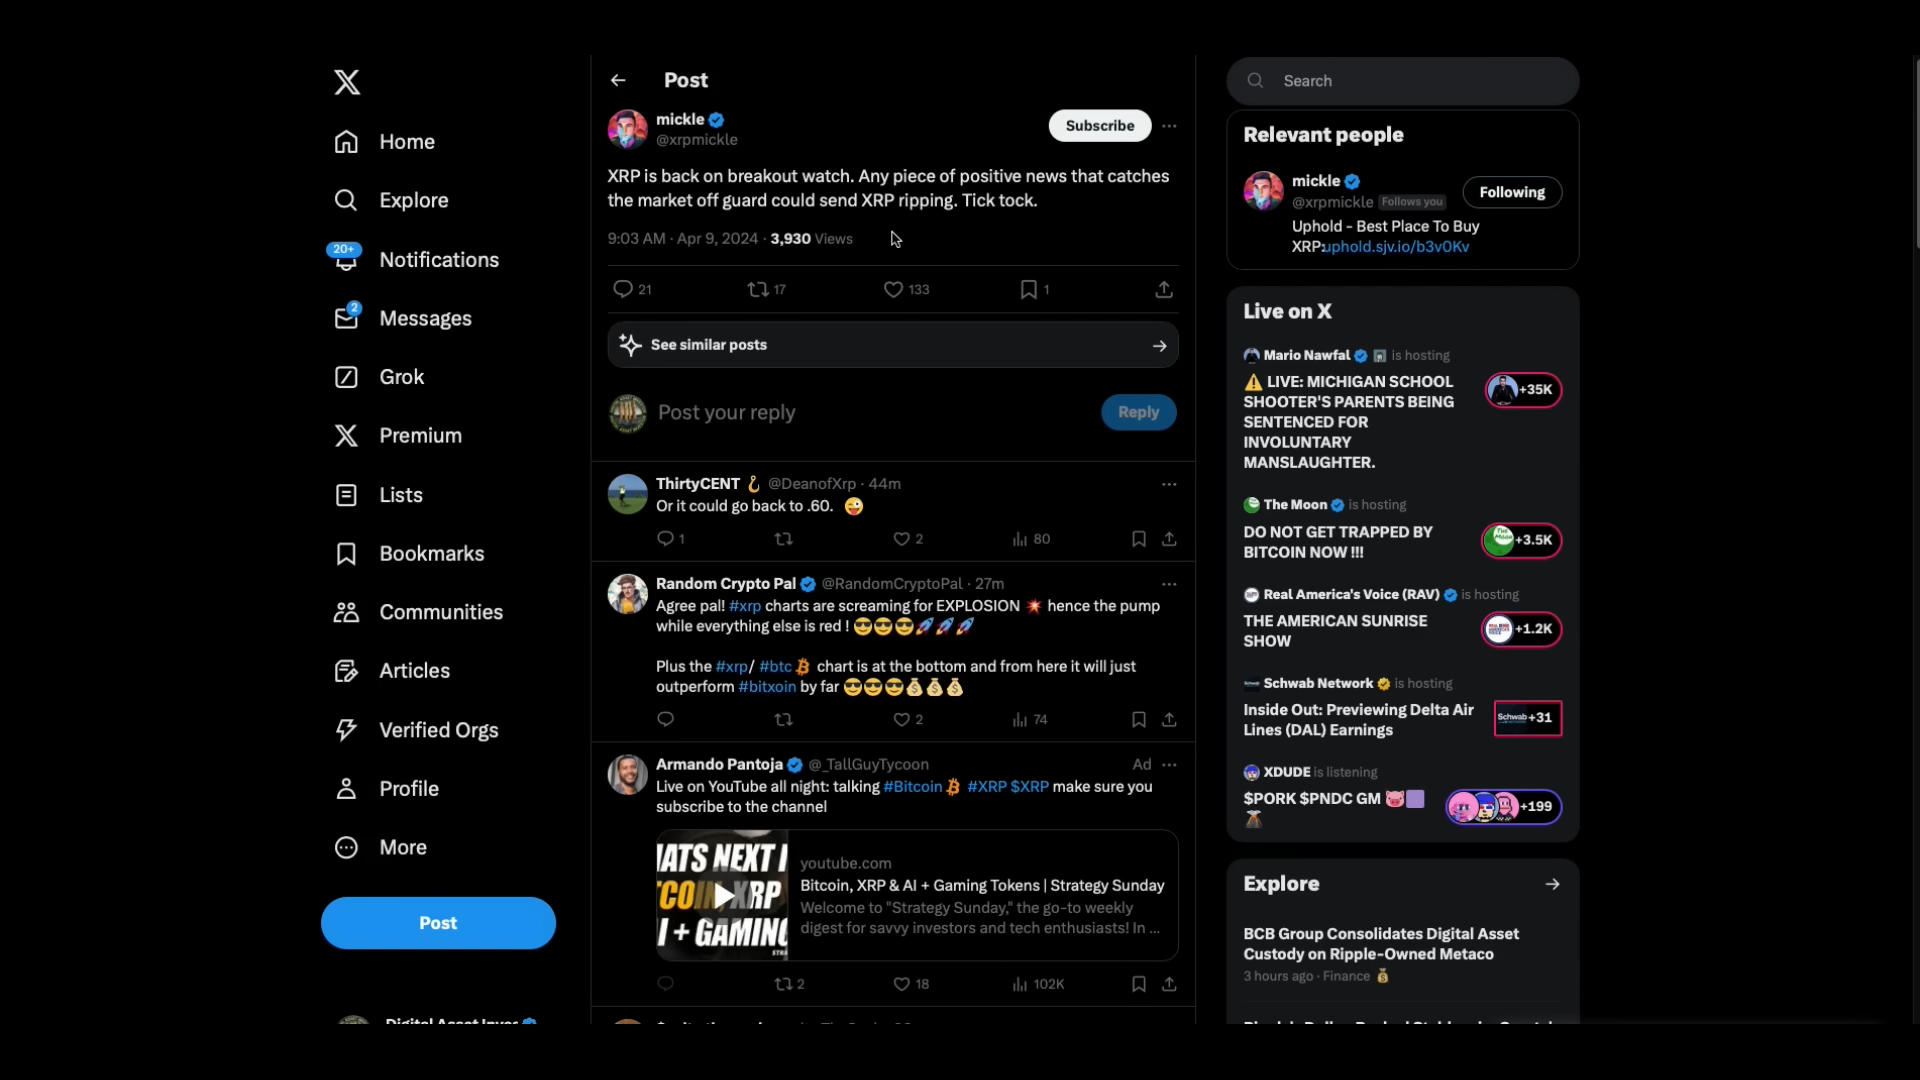 Home
Explore
20+
Notifications
2
Messages
Grok
Premium
Lists
Bookmarks
Communities
Articles
Verified Orgs
Profile
More
Post
Post
mickle
@xrpmickle
Subscribe
XRP is back on breakout watch. Any piece of positive news that catches
the market off guard could send XRP ripping. Tick tock.
9:03 AM · Apr 9, 2024 · 3,930 Views
21 17 133 1
See similar posts
Post your reply
Reply
ThirtyCENT @DeanofXrp · 44m
Or it could go back to .60. 😜
1 2 80
Random Crypto Pal @RandomCryptoPal · 27m
Agree pal! #xrp charts are screaming for EXPLOSION 💥 hence the pump
while everything else is red ! 😎😎😎🚀🚀🚀
Plus the #xrp/ #btc chart is at the bottom and from here it will just
outperform #bitxoin by far 😎😎😎💰💰💰
2 74
Armando Pantoja @_TallGuyTycoon Ad
Live on YouTube all night: talking #Bitcoin #XRP $XRP make sure you
subscribe to the channel
youtube.com
Bitcoin, XRP & AI + Gaming Tokens | Strategy Sunday
Welcome to "Strategy Sunday," the go-to weekly
digest for savvy investors and tech enthusiasts! In ...
2 18 102K
Search
Relevant people
mickle
@xrpmickle Follows you
Following
Uphold - Best Place To Buy
XRP:uphold.sjv.io/b3v0Kv
Live on X
Mario Nawfal is hosting
⚠️ LIVE: MICHIGAN SCHOOL
SHOOTER'S PARENTS BEING
SENTENCED FOR
INVOLUNTARY
MANSLAUGHTER.
+35K
The Moon is hosting
DO NOT GET TRAPPED BY
BITCOIN NOW !!!
+3.5K
Real America's Voice (RAV) is hosting
THE AMERICAN SUNRISE
SHOW
+1.2K
Schwab Network is hosting
Inside Out: Previewing Delta Air
Lines (DAL) Earnings
Schwab +31
XDUDE is listening
$PORK $PNDC GM 🐷🟪
🌋
+199
Explore
BCB Group Consolidates Digital Asset
Custody on Ripple-Owned Metaco
3 hours ago · Finance 💰